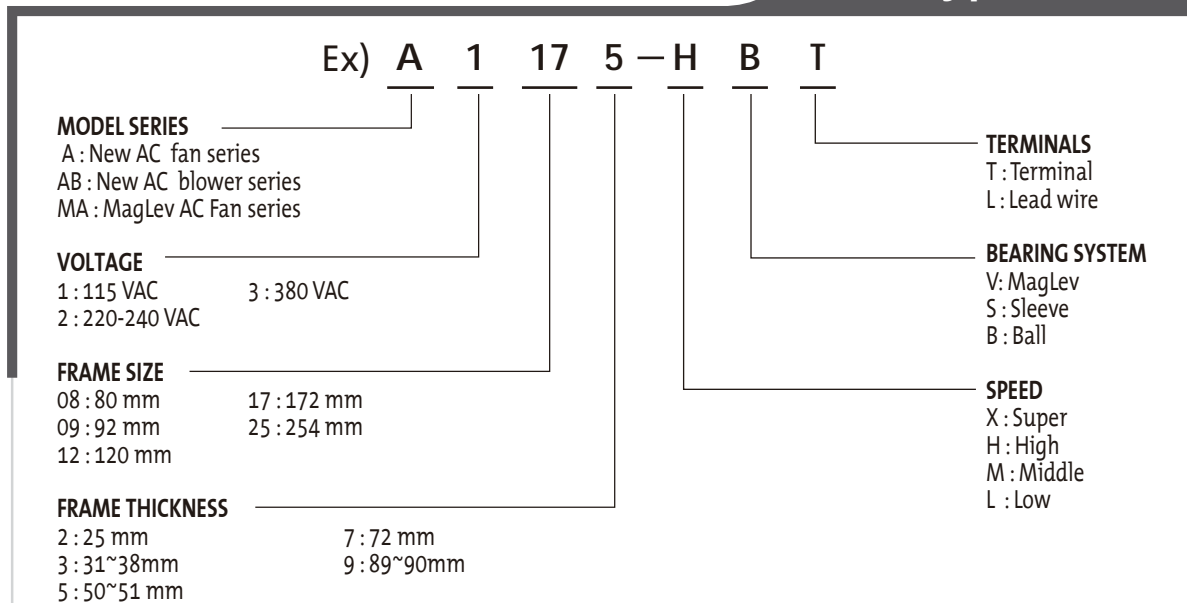 Ex) A 1 17 5 — H B T
MODEL SERIES
A : New AC fan series
AB : New AC blower series
MA : MagLev AC Fan series
VOLTAGE
1 : 115 VAC 3 : 380 VAC
2 : 220-240 VAC
FRAME SIZE
08 : 80 mm 17 : 172 mm
09 : 92 mm 25 : 254 mm
12 : 120 mm
FRAME THICKNESS
2 : 25 mm 7 : 72 mm
3 : 31~38mm 9 : 89~90mm
5 : 50~51 mm
TERMINALS
T : Terminal
L : Lead wire
BEARING SYSTEM
V: MagLev
S : Sleeve
B : Ball
SPEED
X : Super
H : High
M : Middle
L : Low